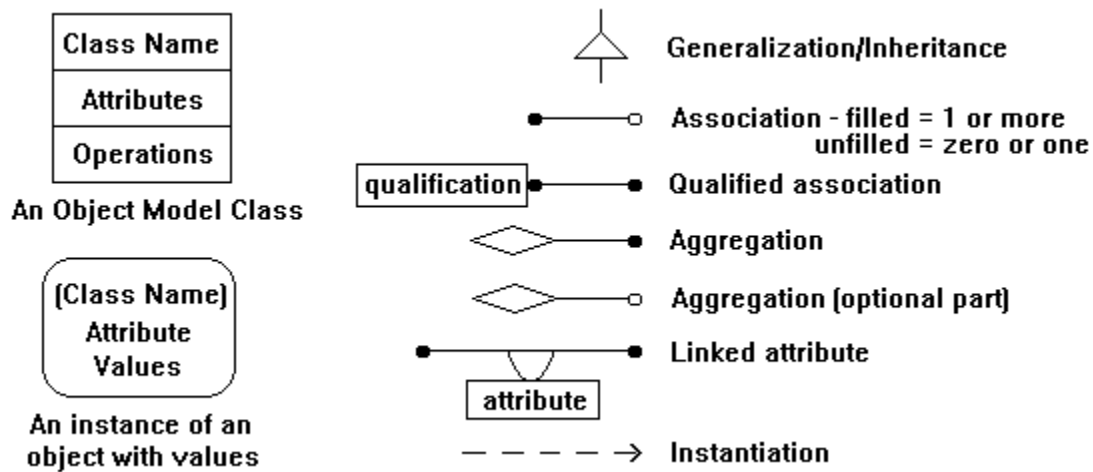 Class Name
Attributes
Operations
An Object Model Class
(Class Name)
Attribute
Values
An instance of an
object with values
Generalization/Inheritance
Association - filled = 1 or more
unfilled = zero or one
qualification
Qualified association
Aggregation
Aggregation (optional part)
Linked attribute
attribute
Instantiation